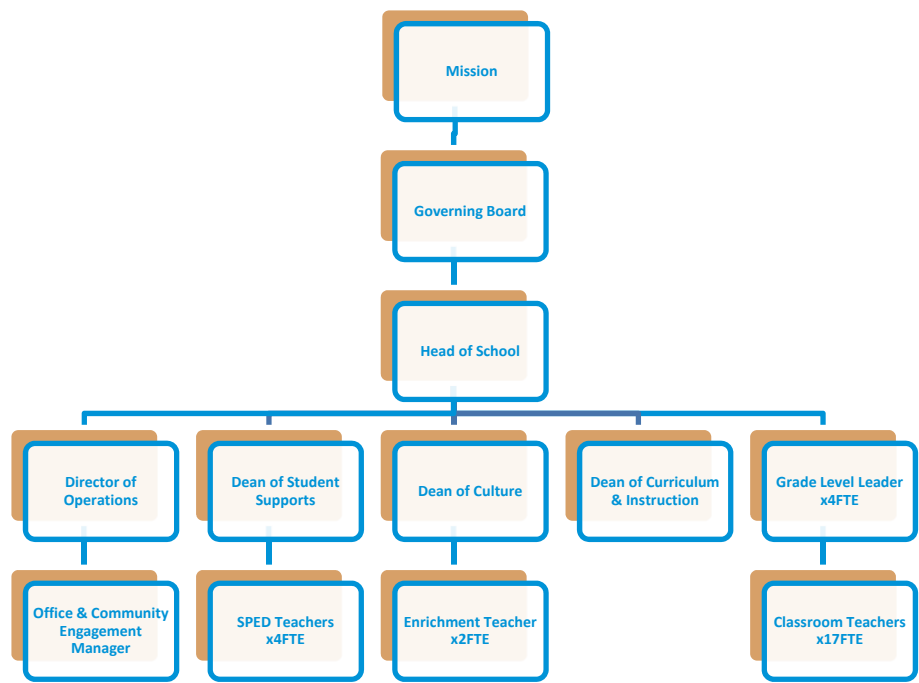 Mission
Governing Board
Head of School
Director of
Operations
Dean of Student
Supports
Dean of Culture
Dean of Curriculum
& Instruction
Grade Level Leader
x4FTE
Office & Community
Engagement
Manager
SPED Teachers
x4FTE
Enrichment Teacher
x2FTE
Classroom Teachers
x17FTE